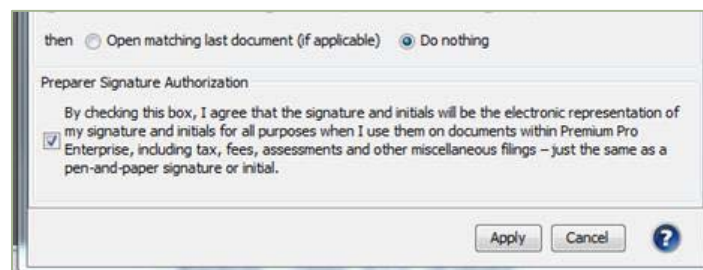 then Open matching last document (if applicable) Do nothing
Preparer Signature Authorization
By checking this box, I agree that the signature and initials will be the electronic representation of
my signature and initials for all purposes when I use them on documents within Premium Pro
Enterprise, including tax, fees, assessments and other miscellaneous filings – just the same as a
pen-and-paper signature or initial.
Apply Cancel ?